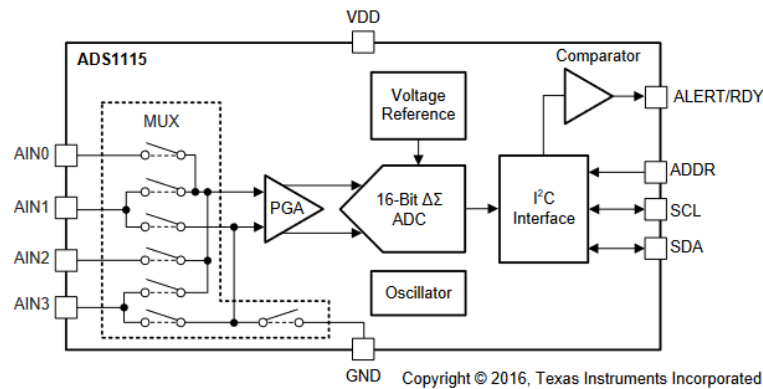 VDD
ADS1115
Comparator
MUX
Voltage
Reference
ALERT/RDY
AIN0
ADDR
AIN1
PGA
16-Bit ΔΣ
ADC
I²C
Interface
SCL
AIN2
SDA
Oscillator
AIN3
GND
Copyright © 2016, Texas Instruments Incorporated